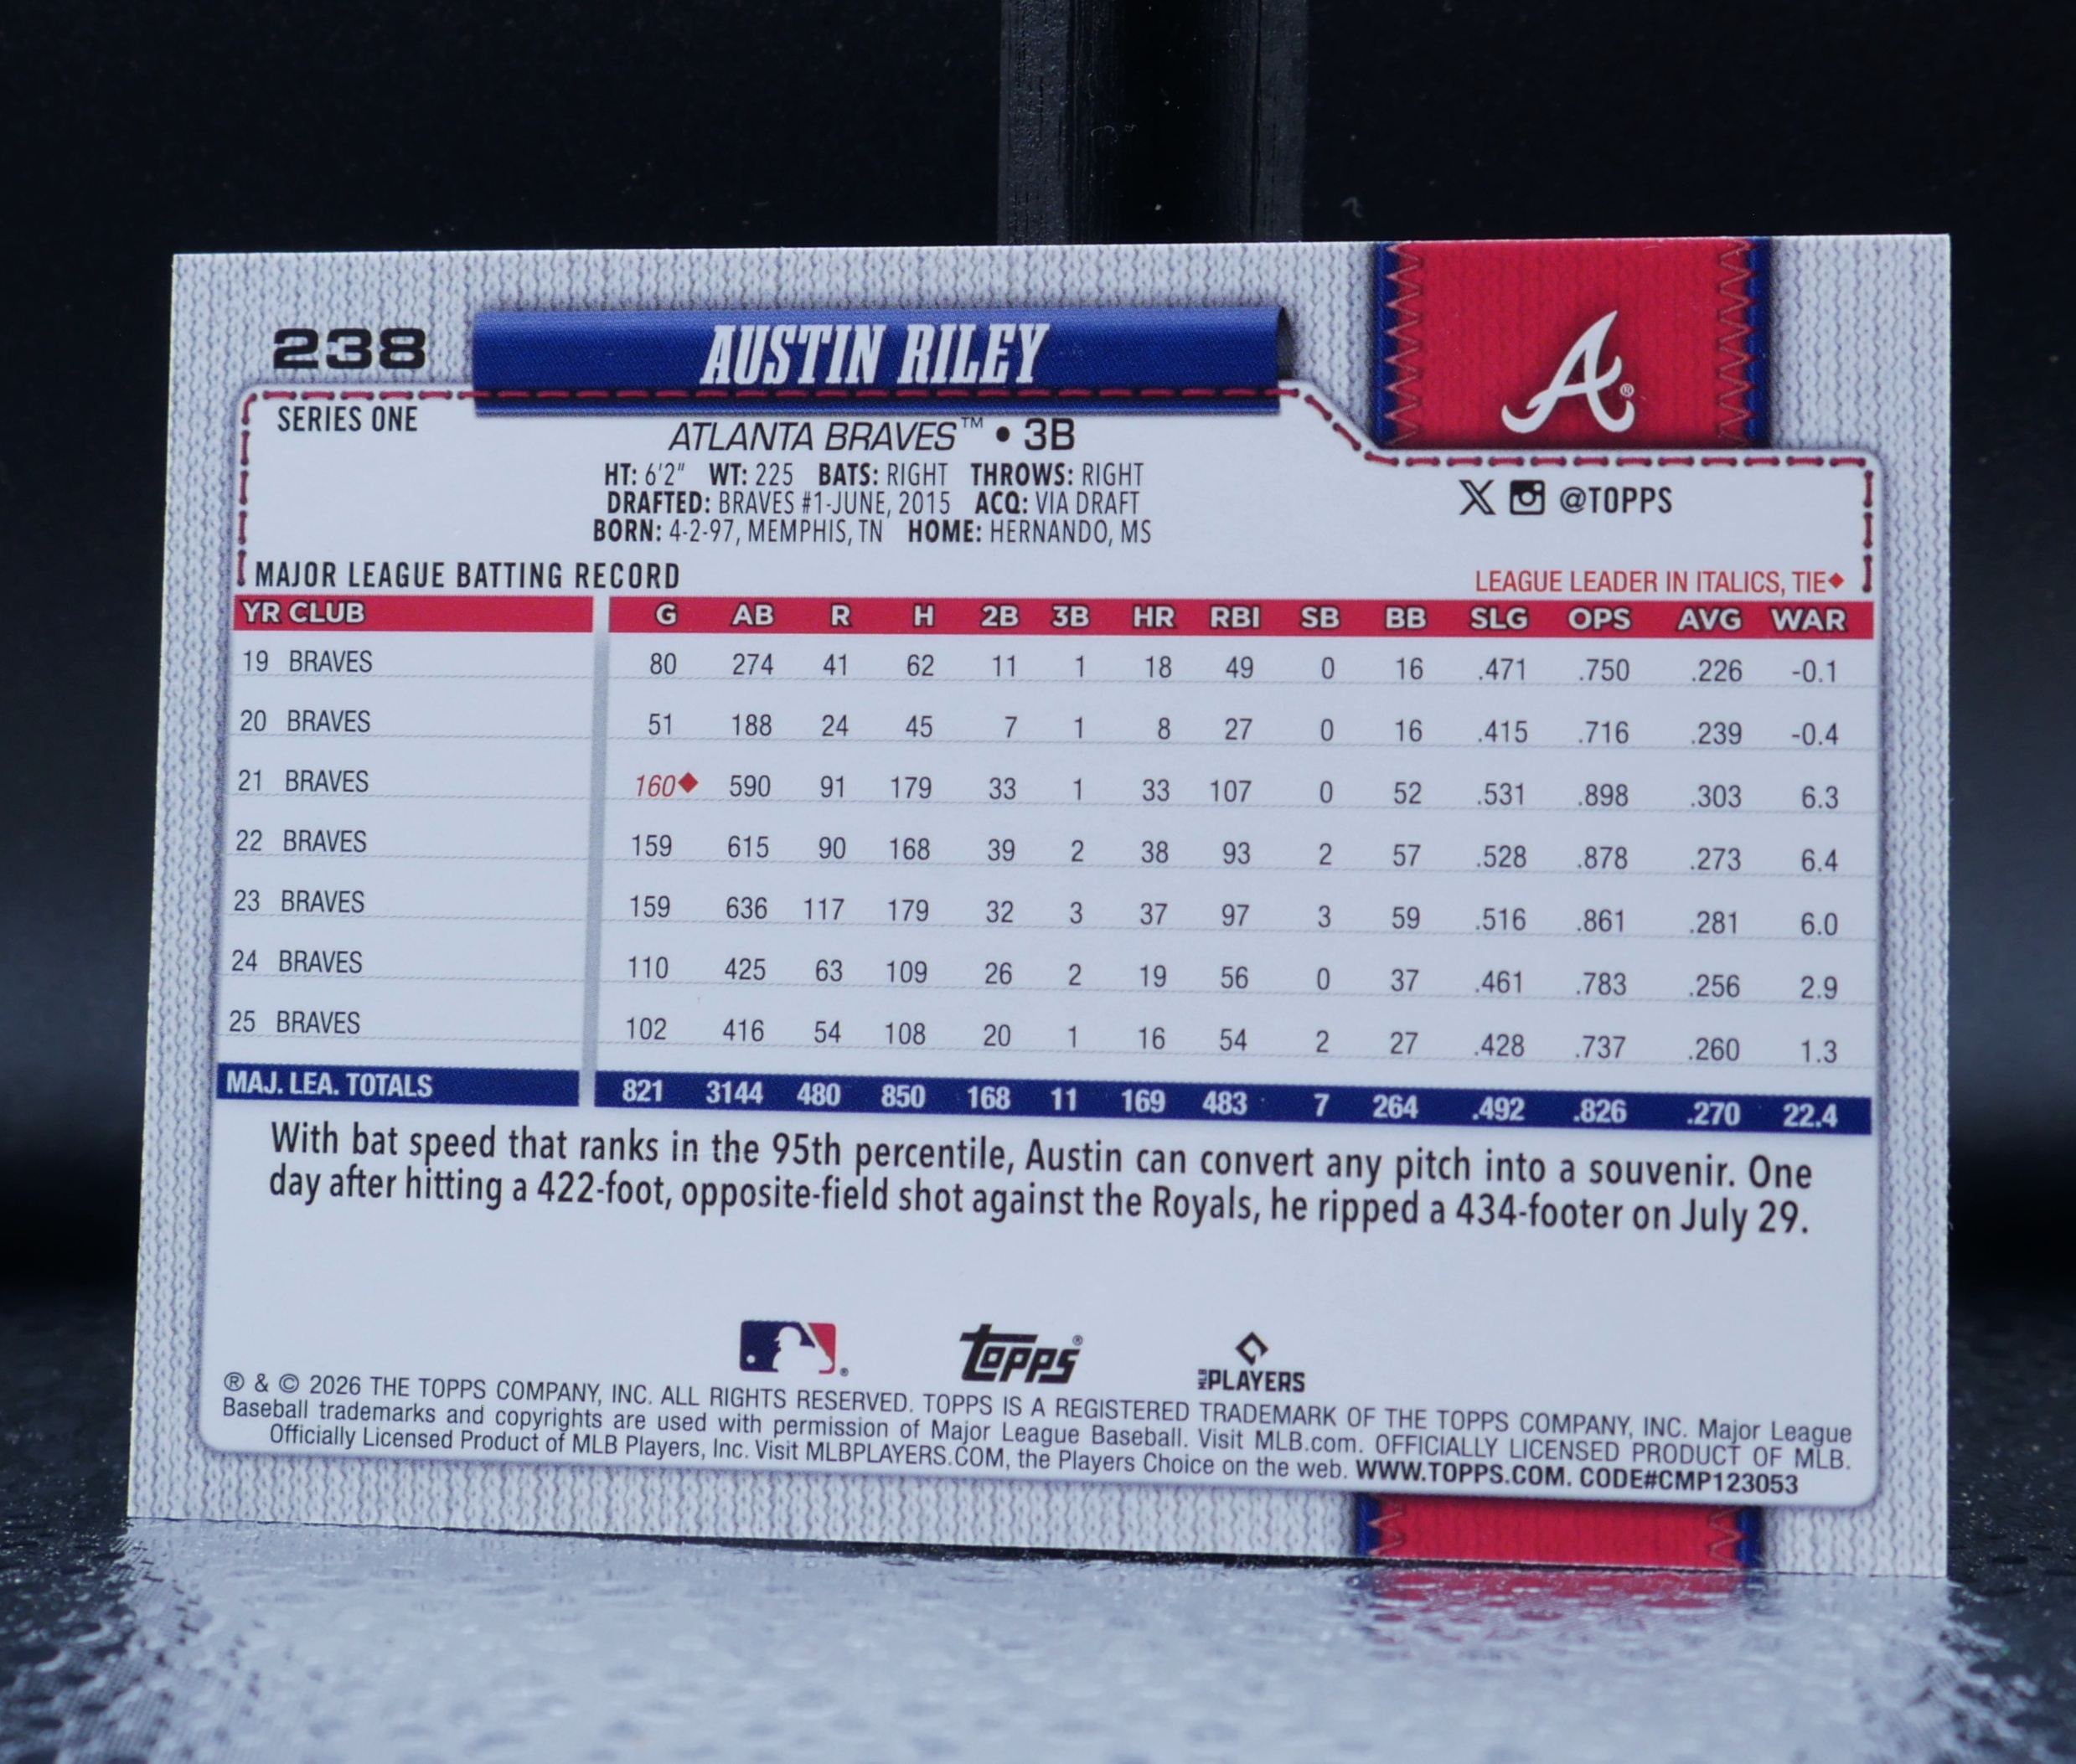 238
AUSTIN RILEY
A®
SERIES ONE
ATLANTA BRAVES™ • 3B
HT: 6'2" WT: 225 BATS: RIGHT THROWS: RIGHT
DRAFTED: BRAVES #1-JUNE, 2015 ACQ: VIA DRAFT
BORN: 4-2-97, MEMPHIS, TN HOME: HERNANDO, MS
X @TOPPS
MAJOR LEAGUE BATTING RECORD
LEAGUE LEADER IN ITALICS, TIE◆
YR CLUB G AB R H 2B 3B HR RBI SB BB SLG OPS AVG WAR
19 BRAVES 80 274 41 62 11 1 18 49 0 16 .471 .750 .226 -0.1
20 BRAVES 51 188 24 45 7 1 8 27 0 16 .415 .716 .239 -0.4
21 BRAVES 160◆ 590 91 179 33 1 33 107 0 52 .531 .898 .303 6.3
22 BRAVES 159 615 90 168 39 2 38 93 2 57 .528 .878 .273 6.4
23 BRAVES 159 636 117 179 32 3 37 97 3 59 .516 .861 .281 6.0
24 BRAVES 110 425 63 109 26 2 19 56 0 37 .461 .783 .256 2.9
25 BRAVES 102 416 54 108 20 1 16 54 2 27 .428 .737 .260 1.3
MAJ. LEA. TOTALS 821 3144 480 850 168 11 169 483 7 264 .492 .826 .270 22.4
With bat speed that ranks in the 95th percentile, Austin can convert any pitch into a souvenir. One
day after hitting a 422-foot, opposite-field shot against the Royals, he ripped a 434-footer on July 29.
® topps® MLB PLAYERS
® & © 2026 THE TOPPS COMPANY, INC. ALL RIGHTS RESERVED. TOPPS IS A REGISTERED TRADEMARK OF THE TOPPS COMPANY, INC. Major League
Baseball trademarks and copyrights are used with permission of Major League Baseball. Visit MLB.com. OFFICIALLY LICENSED PRODUCT OF MLB.
Officially Licensed Product of MLB Players, Inc. Visit MLBPLAYERS.COM, the Players Choice on the web. WWW.TOPPS.COM. CODE#CMP123053